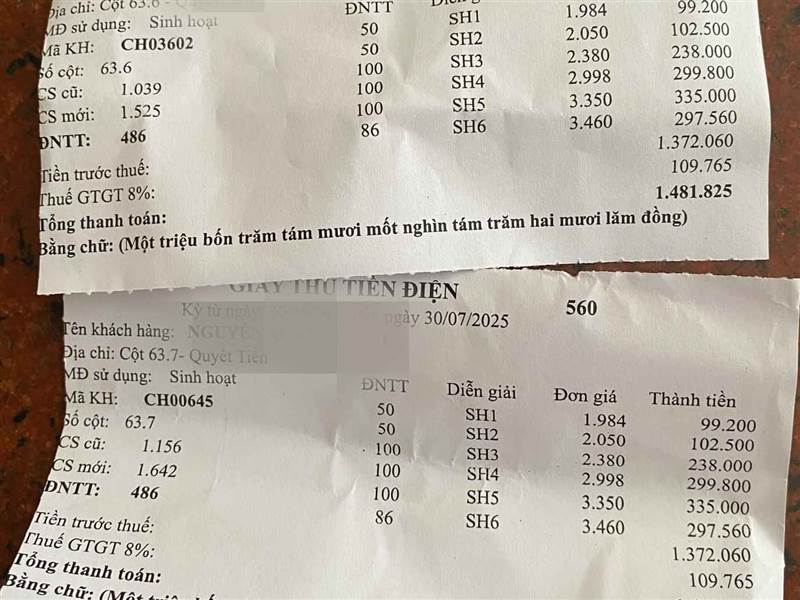 Địa chỉ: Cột 63.6 -
MĐ sử dụng: Sinh hoạt ĐNTT
Mã KH: CH03602 50 SH1 1.984 99.200
Số cột: 63.6 50 SH2 2.050 102.500
CS cũ: 1.039 100 SH3 2.380 238.000
CS mới: 1.525 100 SH4 2.998 299.800
ĐNTT: 486 100 SH5 3.350 335.000
86 SH6 3.460 297.560
Tiền trước thuế: 1.372.060
Thuế GTGT 8%: 109.765
Tổng thanh toán: 1.481.825
Bằng chữ: (Một triệu bốn trăm tám mươi mốt nghìn tám trăm hai mươi lăm đồng)
GIẤY THU TIỀN ĐIỆN
Kỳ từ ngày ngày 30/07/2025 560
Tên khách hàng: NGUYỄN
Địa chỉ: Cột 63.7- Quyết Tiến
MĐ sử dụng: Sinh hoạt ĐNTT Diễn giải Đơn giá Thành tiền
Mã KH: CH00645 50 SH1 1.984 99.200
Số cột: 63.7 50 SH2 2.050 102.500
CS cũ: 1.156 100 SH3 2.380 238.000
CS mới: 1.642 100 SH4 2.998 299.800
ĐNTT: 486 100 SH5 3.350 335.000
86 SH6 3.460 297.560
Tiền trước thuế: 1.372.060
Thuế GTGT 8%: 109.765
Tổng thanh toán:
Bằng chữ: (Một triệu